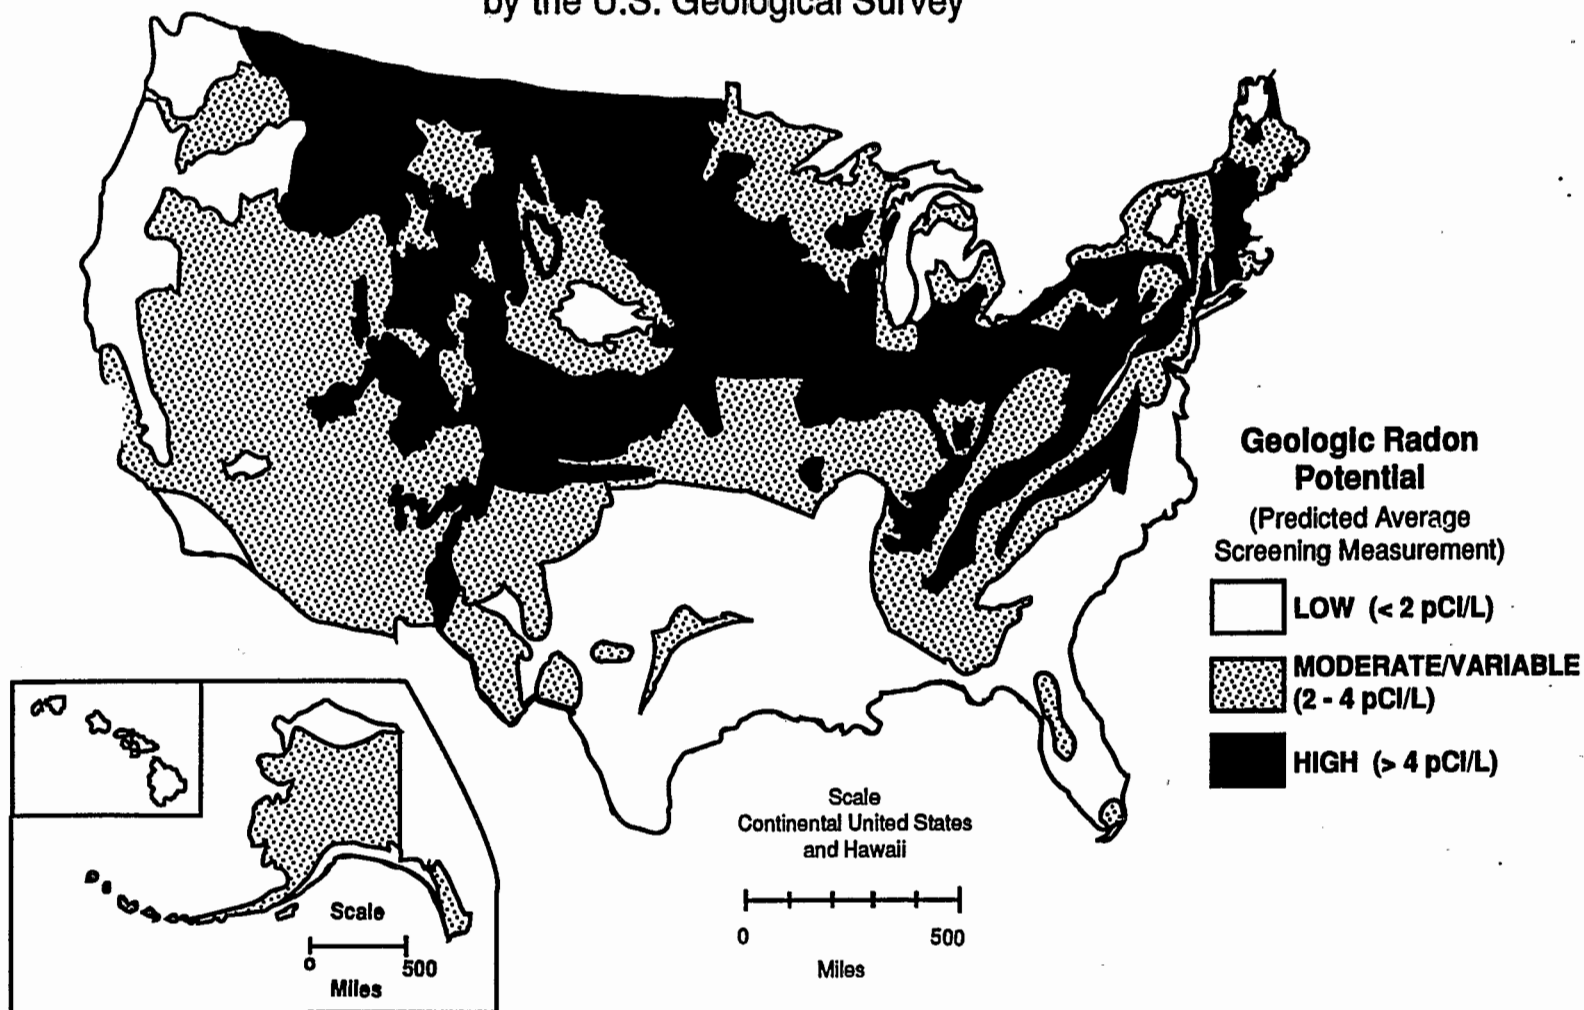 by the U.S. Geological Survey
Geologic Radon
Potential
(Predicted Average
Screening Measurement)
LOW (< 2 pCi/L)
MODERATE/VARIABLE
(2 - 4 pCi/L)
HIGH (> 4 pCi/L)
Scale
Continental United States
and Hawaii
0 500
Miles
Scale
0 500
Miles